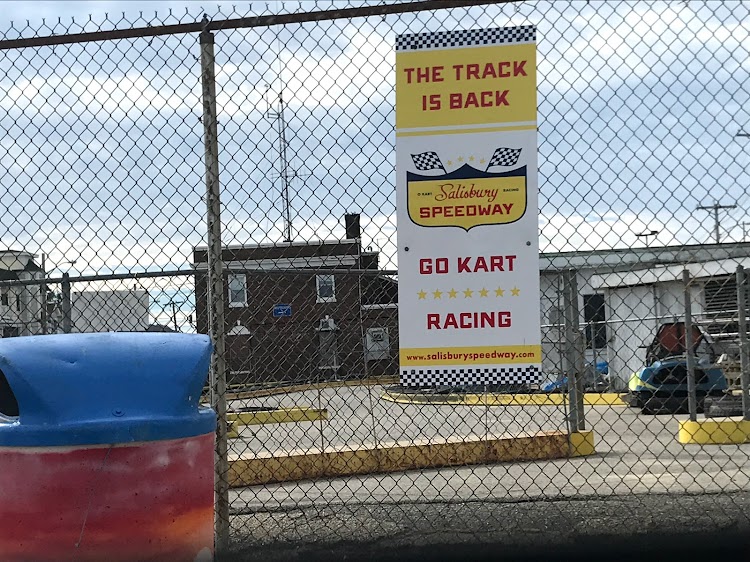 THE TRACK
IS BACK
GO KART
RACING
Salisbury
SPEEDWAY
GO KART
RACING
www.salisburyspeedway.com